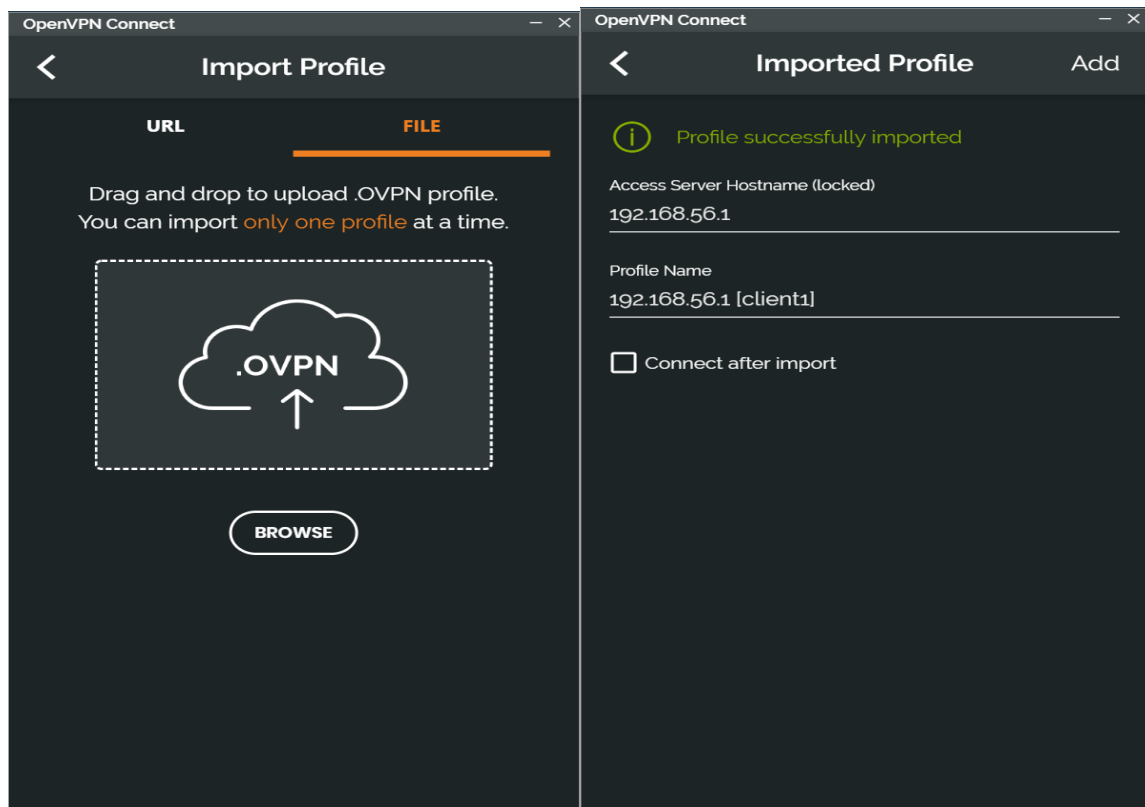 OpenVPN Connect
Import Profile
URL
FILE
Drag and drop to upload .OVPN profile.
You can import only one profile at a time.
.OVPN
BROWSE
OpenVPN Connect
Imported Profile
Add
Profile successfully imported
Access Server Hostname (locked)
192.168.56.1
Profile Name
192.168.56.1 [client1]
Connect after import